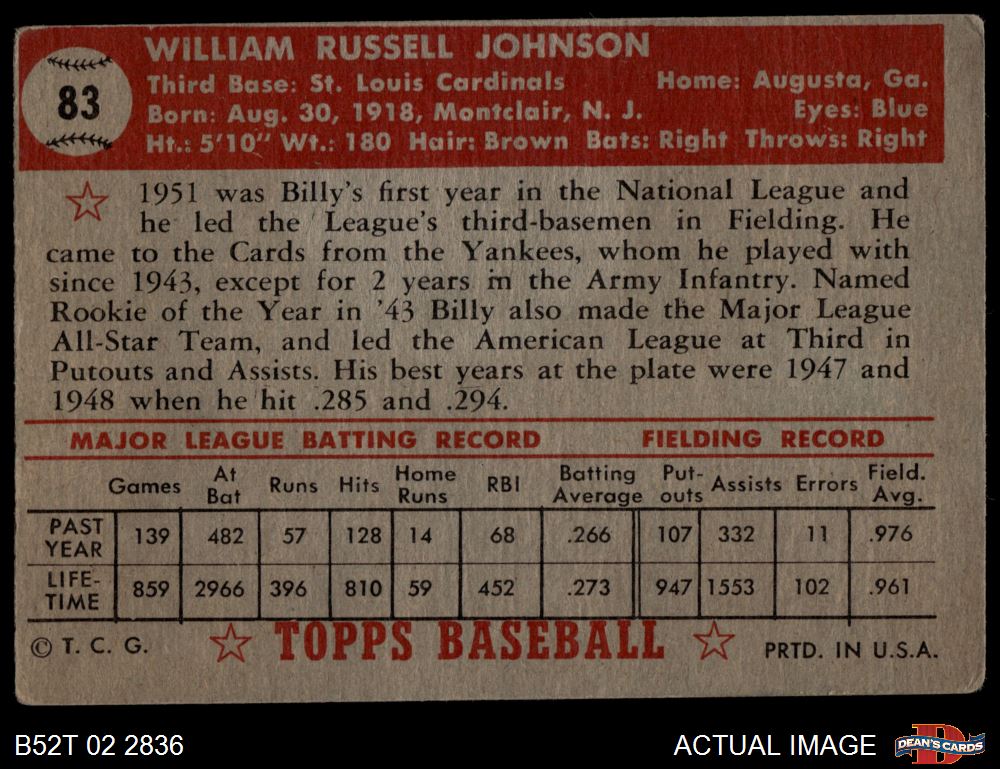 83
WILLIAM RUSSELL JOHNSON
Third Base: St. Louis Cardinals Home: Augusta, Ga.
Born: Aug. 30, 1918, Montclair, N. J. Eyes: Blue
Ht.: 5'10" Wt.: 180 Hair: Brown Bats: Right Throws: Right
1951 was Billy's first year in the National League and
he led the League's third-basemen in Fielding. He
came to the Cards from the Yankees, whom he played with
since 1943, except for 2 years in the Army Infantry. Named
Rookie of the Year in '43 Billy also made the Major League
All-Star Team, and led the American League at Third in
Putouts and Assists. His best years at the plate were 1947 and
1948 when he hit .285 and .294.
MAJOR LEAGUE BATTING RECORD FIELDING RECORD
Games At Bat Runs Hits Home Runs RBI Batting Average Put-outs Assists Errors Field. Avg.
PAST YEAR 139 482 57 128 14 68 .266 107 332 11 .976
LIFE-TIME 859 2966 396 810 59 452 .273 947 1553 102 .961
© T. C. G. TOPPS BASEBALL PRTD. IN U.S.A.
B52T 02 2836 ACTUAL IMAGE D DEAN'S CARDS